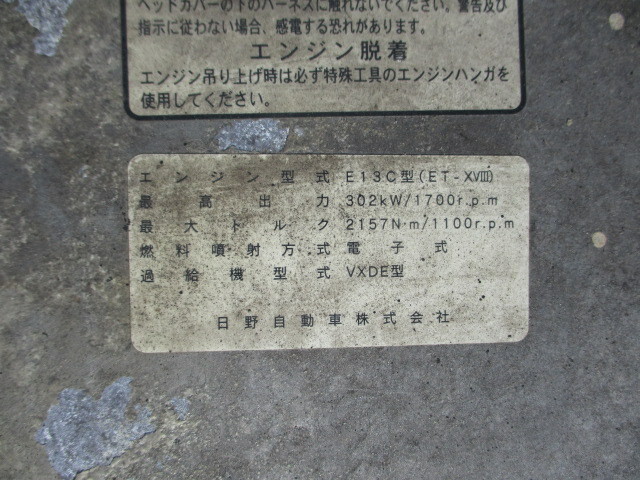 ヘッドカバーの下のハーネスに触れないでください。警告及び
指示に従わない場合、感電する恐れがあります。
エンジン脱着
エンジン吊り上げ時は必ず特殊工具のエンジンハンガを
使用してください。
エンジン型式 E13C型(ET-XVIII)
最高出力 302kW/1700r.p.m
最大トルク 2157N·m/1100r.p.m
燃料噴射方式 電子式
過給機型式 VXDE型
日野自動車株式会社